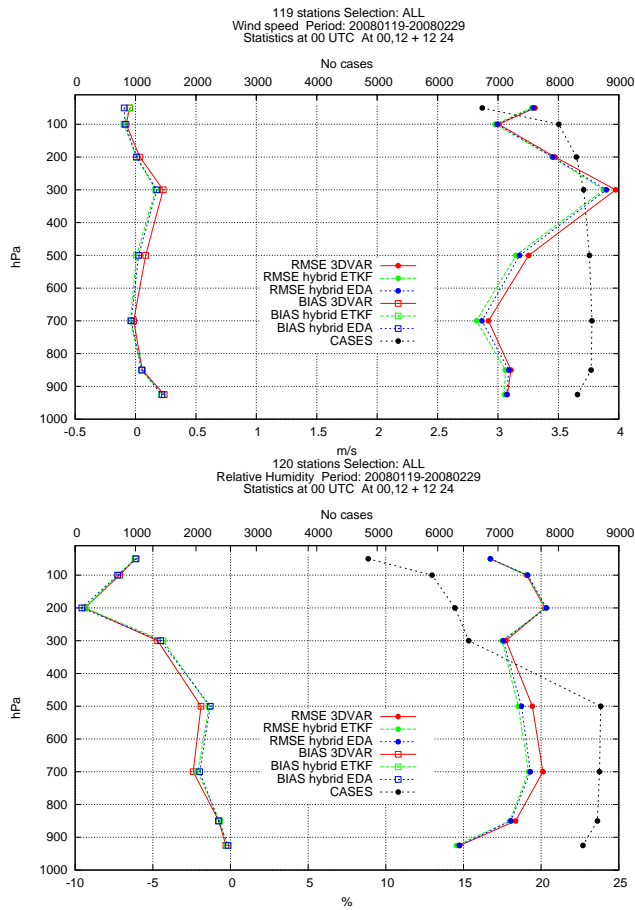 119 stations Selection: ALL
Wind speed Period: 20080119-20080229
Statistics at 00 UTC At 00,12 + 12 24
No cases
0 1000 2000 3000 4000 5000 6000 7000 8000 9000
100
200
300
500
700
800
900
1000
hPa
RMSE 3DVAR
RMSE hybrid ETKF
RMSE hybrid EDA
BIAS 3DVAR
BIAS hybrid ETKF
BIAS hybrid EDA
CASES
-0.5 0 0.5 1 1.5 2 2.5 3 3.5 4
m/s
120 stations Selection: ALL
Relative Humidity Period: 20080119-20080229
Statistics at 00 UTC At 00,12 + 12 24
No cases
0 1000 2000 3000 4000 5000 6000 7000 8000 9000
100
200
300
500
700
800
900
1000
hPa
RMSE 3DVAR
RMSE hybrid ETKF
RMSE hybrid EDA
BIAS 3DVAR
BIAS hybrid ETKF
BIAS hybrid EDA
CASES
-10 -5 0 5 10 15 20 25
%